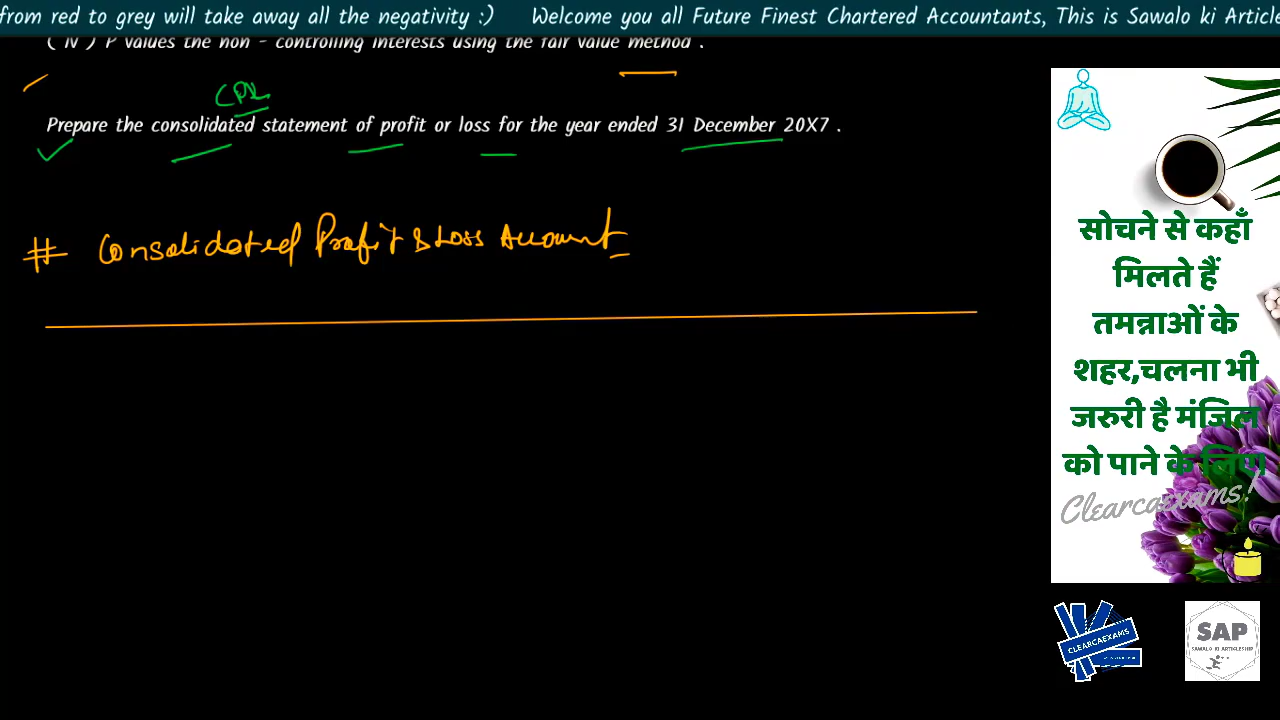 from red to grey will take away all the negativity :) Welcome you all Future Finest Chartered Accountants, This is Sawalo ki Article
( IV ) P values the non - controlling interests using the fair value method .
CPL
Prepare the consolidated statement of profit or loss for the year ended 31 December 20X7 .
# Consolidated Profit & Loss Account
सोचने से कहाँ
मिलते हैं
तमन्नाओं के
शहर,चलना भी
जरुरी है मंजिल
को पाने के लिए।
Clearcaexams!
CLEARCAEXAMS
SAP
SAWALO KI ARTICLESHIP